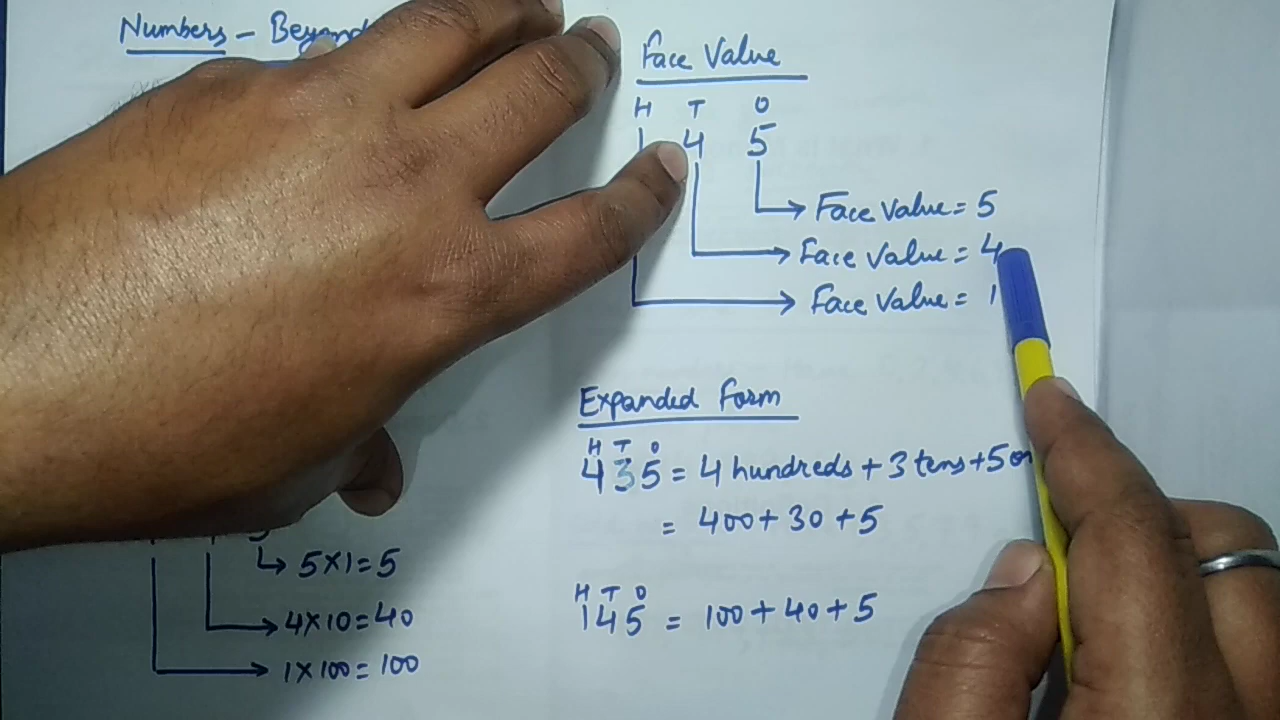 Numbers - Beyond
Face Value
H T O
1 4 5
Face Value = 5
Face Value = 4
Face Value = 1
Expanded Form
H T O
435 = 4 hundreds + 3 tens + 5
= 400 + 30 + 5
H T O
145 = 100 + 40 + 5
5 × 1 = 5
4 × 10 = 40
1 × 100 = 100